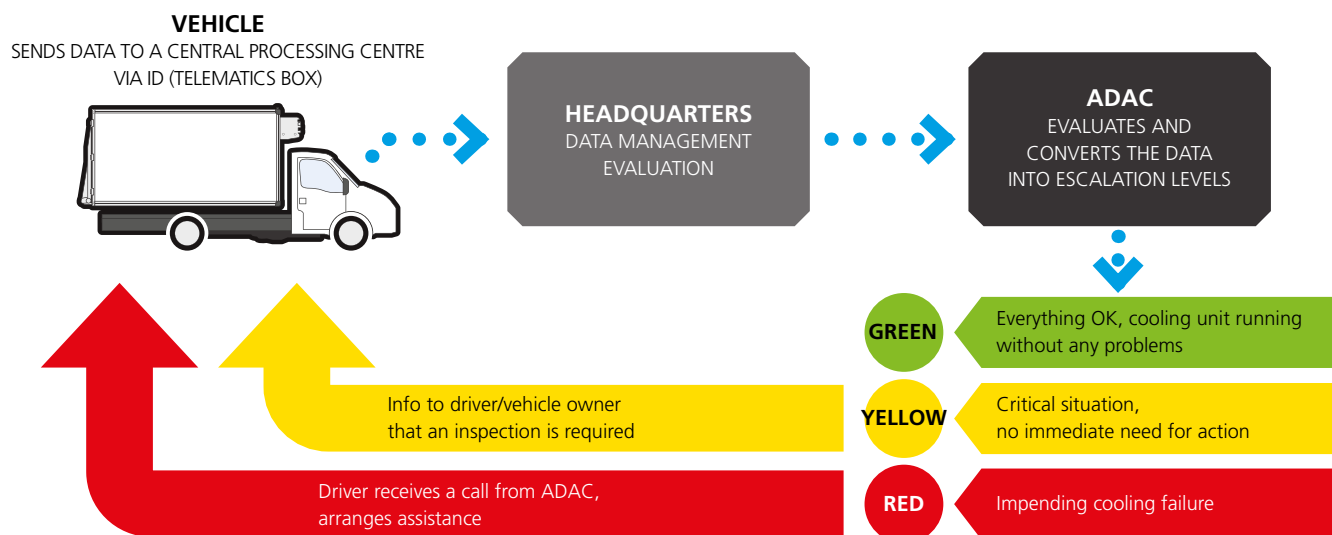 VEHICLE
SENDS DATA TO A CENTRAL PROCESSING CENTRE
VIA ID (TELEMATICS BOX)
HEADQUARTERS
DATA MANAGEMENT
EVALUATION
ADAC
EVALUATES AND
CONVERTS THE DATA
INTO ESCALATION LEVELS
GREEN
Everything OK, cooling unit running
without any problems
Info to driver/vehicle owner
that an inspection is required
YELLOW
Critical situation,
no immediate need for action
Driver receives a call from ADAC,
arranges assistance
RED
Impending cooling failure